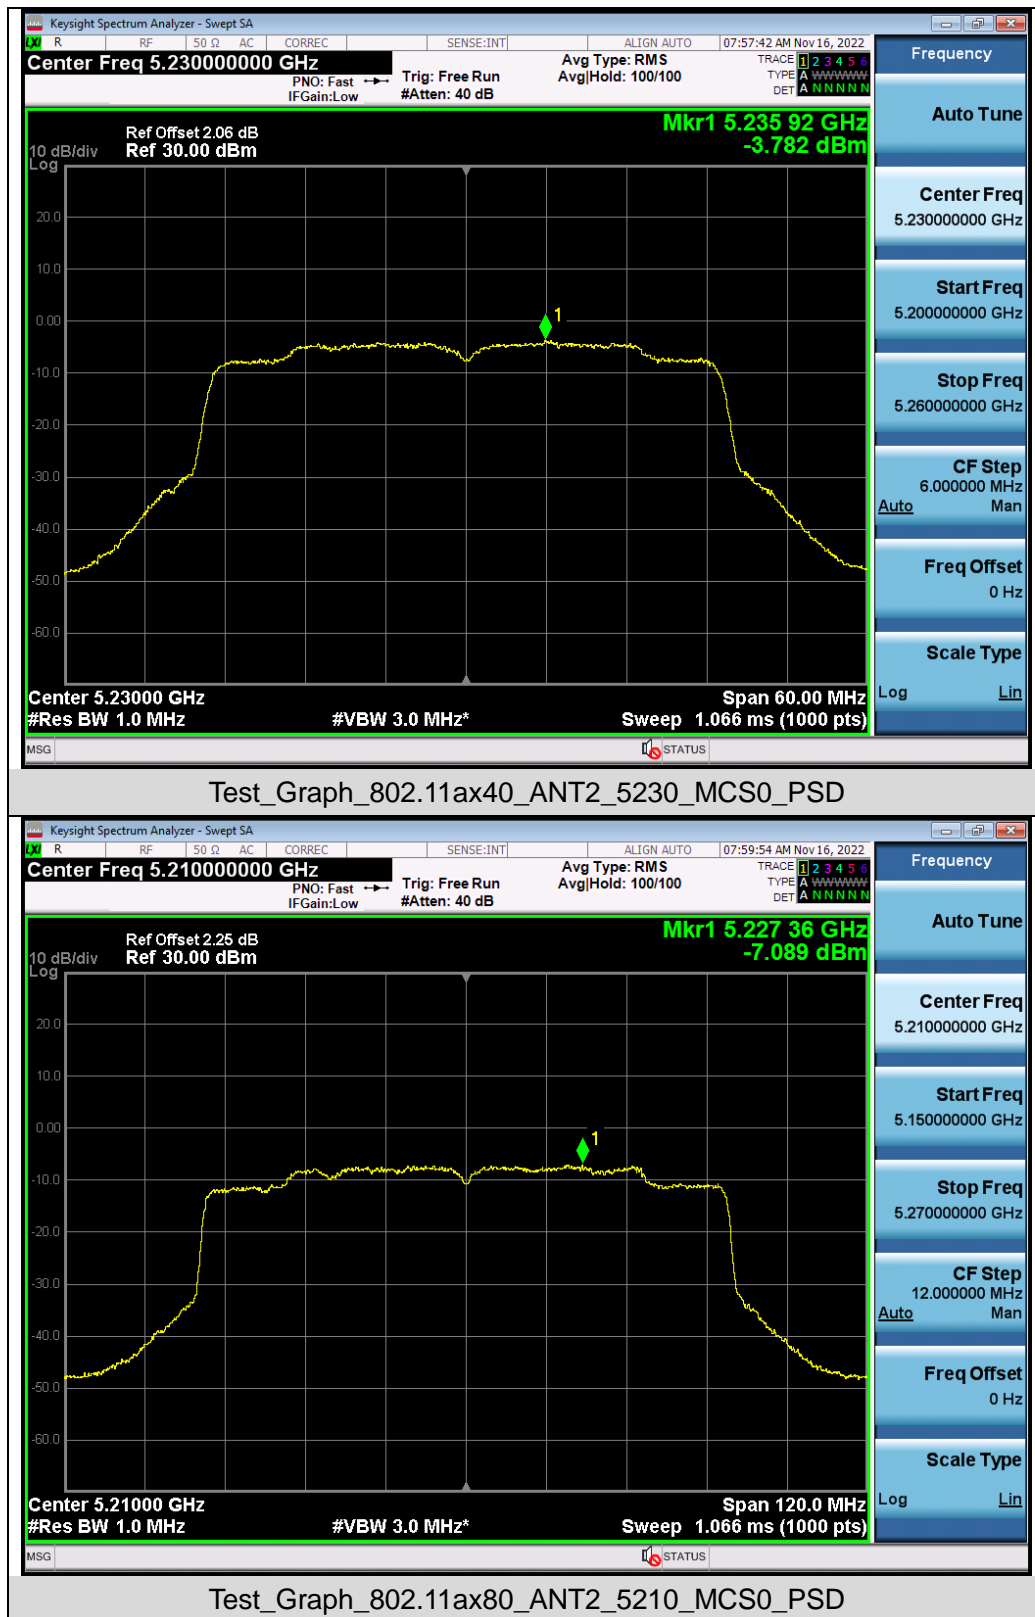 Keysight Spectrum Analyzer - Swept SA
LXI R RF 50 Ω AC CORREC SENSE:INT ALIGN AUTO 07:57:42 AM Nov 16, 2022
Center Freq 5.230000000 GHz
PNO: Fast
IFGain:Low
Trig: Free Run
#Atten: 40 dB
Avg Type: RMS
Avg|Hold: 100/100
TRACE 1 2 3 4 5 6
TYPE A WWWWW
DET A N N N N N
Mkr1 5.235 92 GHz
-3.782 dBm
Ref Offset 2.06 dB
10 dB/div Ref 30.00 dBm
Log
20.0
10.0
0.00
-10.0
-20.0
-30.0
-40.0
-50.0
-60.0
1
Center 5.23000 GHz Span 60.00 MHz
#Res BW 1.0 MHz #VBW 3.0 MHz* Sweep 1.066 ms (1000 pts)
MSG STATUS
Frequency
Auto Tune
Center Freq
5.230000000 GHz
Start Freq
5.200000000 GHz
Stop Freq
5.260000000 GHz
CF Step
6.000000 MHz
Auto Man
Freq Offset
0 Hz
Scale Type
Log Lin
Test_Graph_802.11ax40_ANT2_5230_MCS0_PSD
Keysight Spectrum Analyzer - Swept SA
LXI R RF 50 Ω AC CORREC SENSE:INT ALIGN AUTO 07:59:54 AM Nov 16, 2022
Center Freq 5.210000000 GHz
PNO: Fast
IFGain:Low
Trig: Free Run
#Atten: 40 dB
Avg Type: RMS
Avg|Hold: 100/100
TRACE 1 2 3 4 5 6
TYPE A WWWWW
DET A N N N N N
Mkr1 5.227 36 GHz
-7.089 dBm
Ref Offset 2.25 dB
10 dB/div Ref 30.00 dBm
Log
20.0
10.0
0.00
-10.0
-20.0
-30.0
-40.0
-50.0
-60.0
1
Center 5.21000 GHz Span 120.0 MHz
#Res BW 1.0 MHz #VBW 3.0 MHz* Sweep 1.066 ms (1000 pts)
MSG STATUS
Frequency
Auto Tune
Center Freq
5.210000000 GHz
Start Freq
5.150000000 GHz
Stop Freq
5.270000000 GHz
CF Step
12.000000 MHz
Auto Man
Freq Offset
0 Hz
Scale Type
Log Lin
Test_Graph_802.11ax80_ANT2_5210_MCS0_PSD